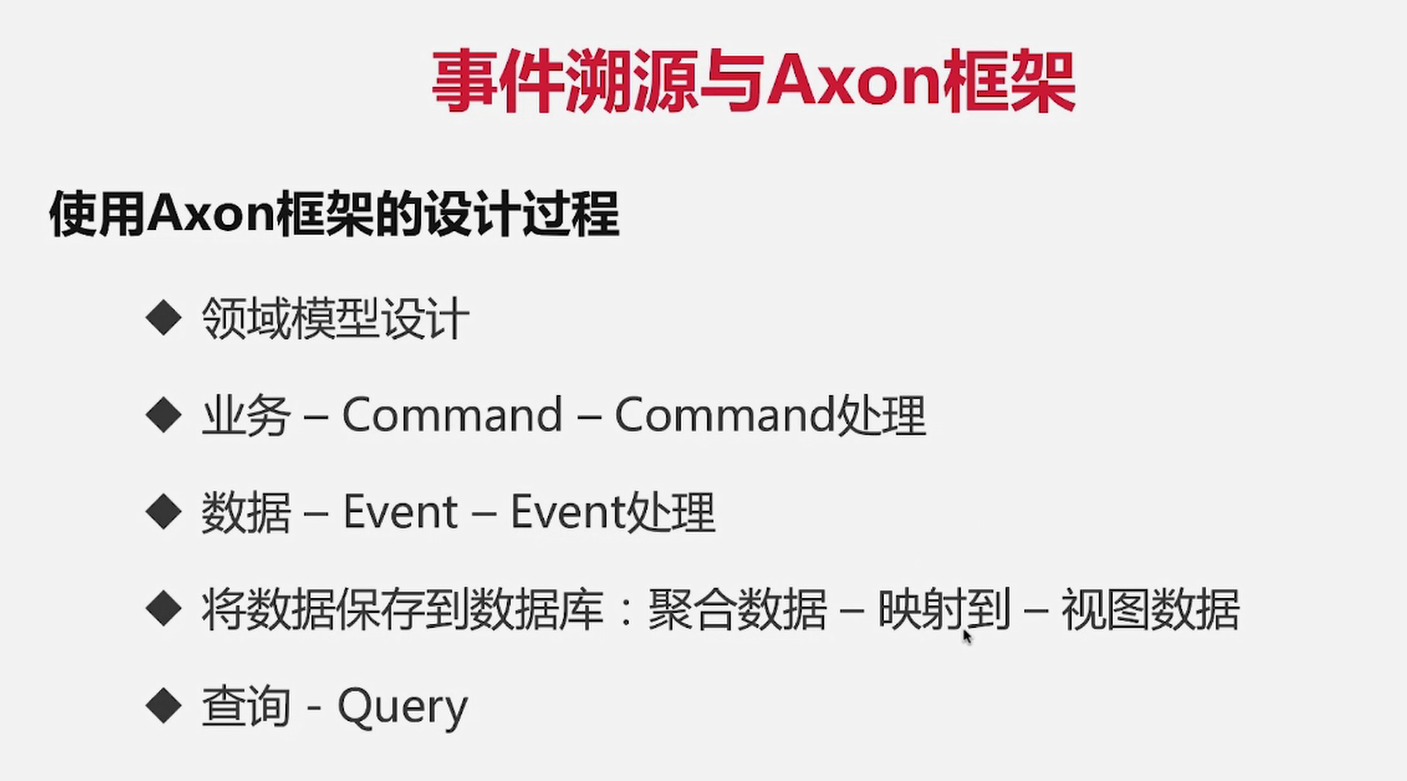 事件溯源与Axon框架
使用Axon框架的设计过程
◆ 领域模型设计
◆ 业务 – Command – Command处理
◆ 数据 – Event – Event处理
◆ 将数据保存到数据库：聚合数据 – 映射到 – 视图数据
◆ 查询 - Query